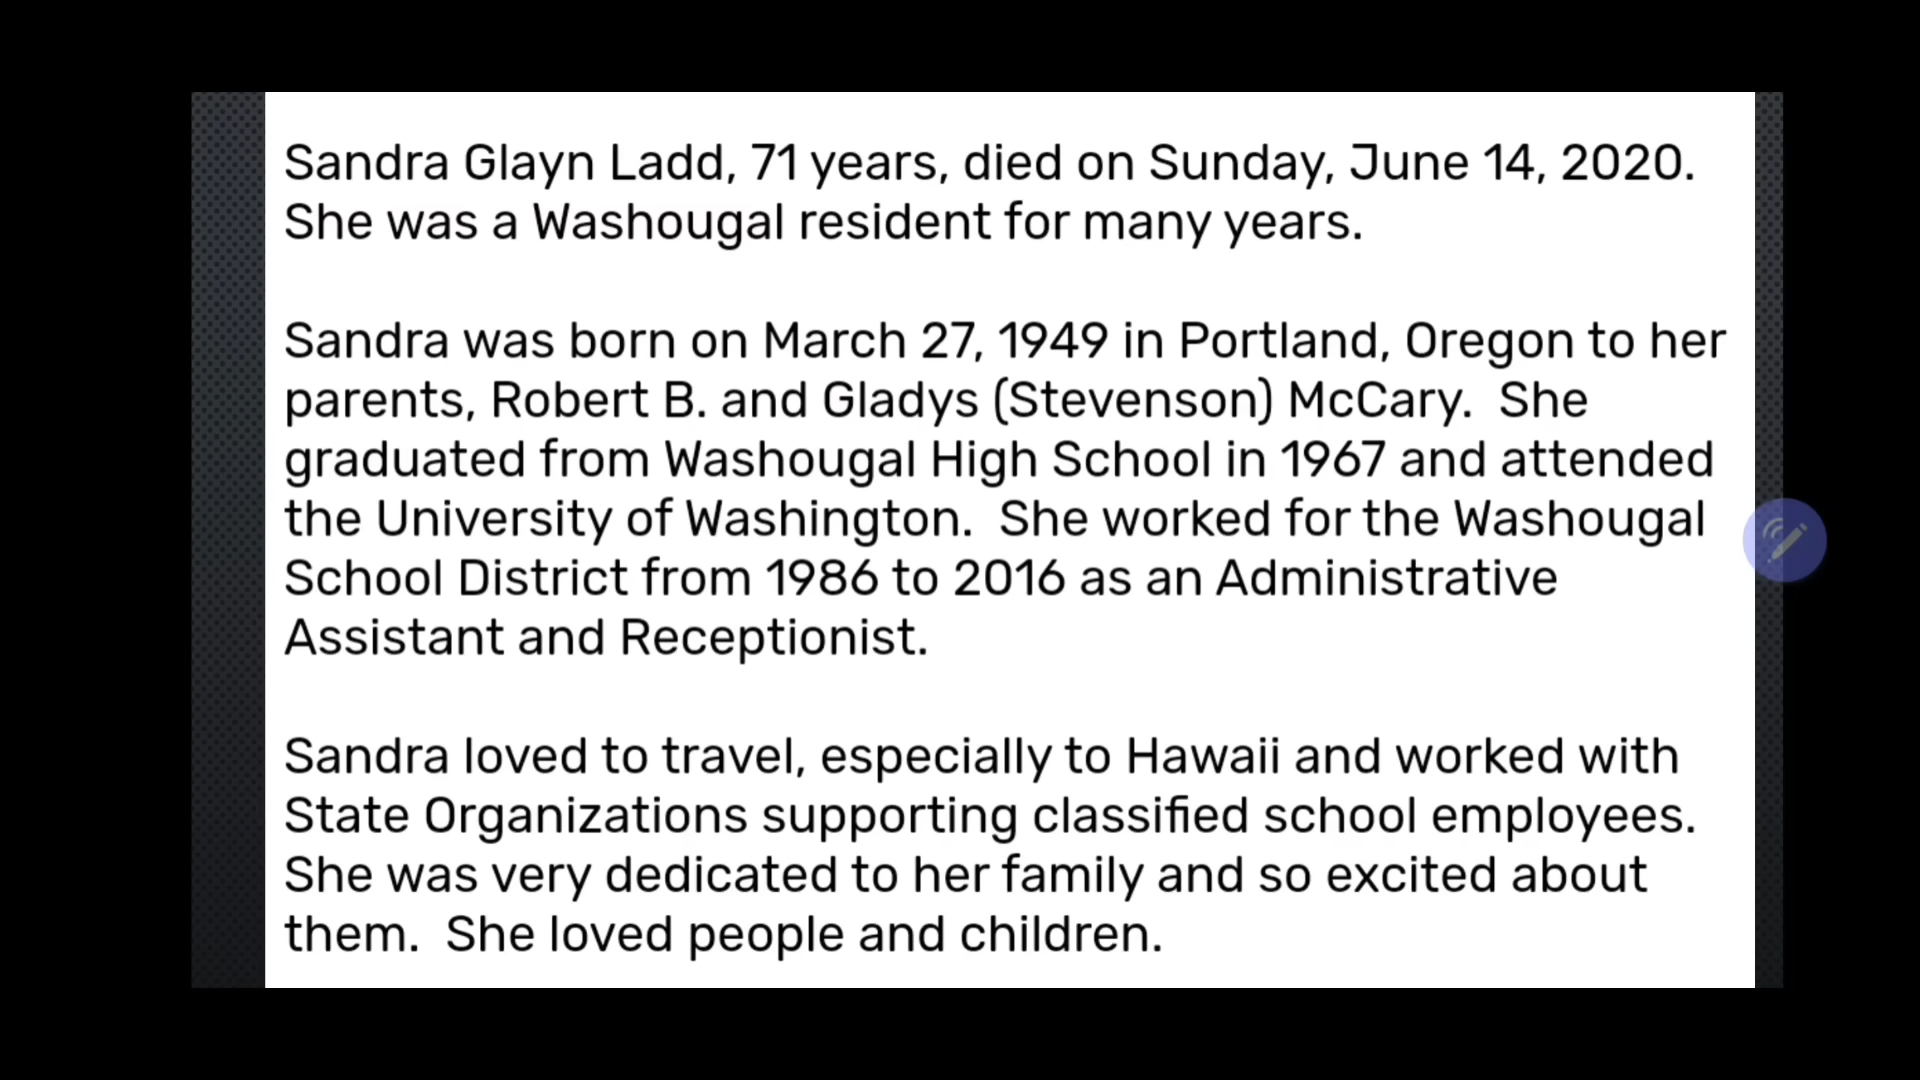 Sandra Glayn Ladd, 71 years, died on Sunday, June 14, 2020.
She was a Washougal resident for many years.
Sandra was born on March 27, 1949 in Portland, Oregon to her
parents, Robert B. and Gladys (Stevenson) McCary.  She
graduated from Washougal High School in 1967 and attended
the University of Washington.  She worked for the Washougal
School District from 1986 to 2016 as an Administrative
Assistant and Receptionist.
Sandra loved to travel, especially to Hawaii and worked with
State Organizations supporting classified school employees.
She was very dedicated to her family and so excited about
them.  She loved people and children.